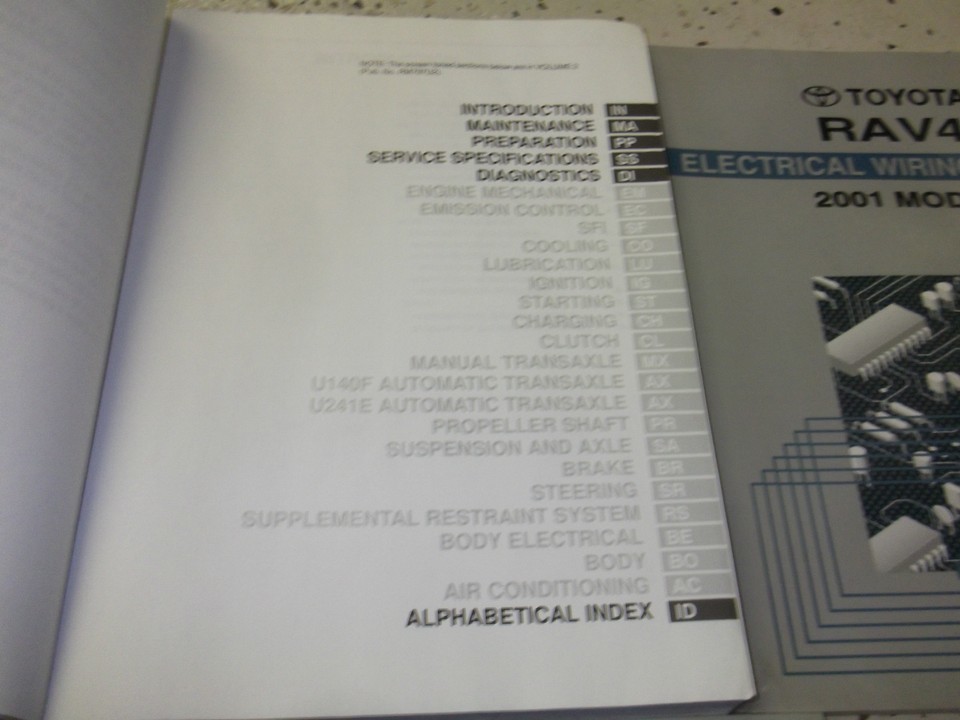 INTRODUCTION IN
MAINTENANCE MA
PREPARATION PP
SERVICE SPECIFICATIONS SS
DIAGNOSTICS DI
ENGINE MECHANICAL EM
EMISSION CONTROL EC
SFI SF
COOLING CO
LUBRICATION LU
IGNITION IG
STARTING ST
CHARGING CH
CLUTCH CL
MANUAL TRANSAXLE MX
U140F AUTOMATIC TRANSAXLE AX
U241E AUTOMATIC TRANSAXLE AX
PROPELLER SHAFT PR
SUSPENSION AND AXLE SA
BRAKE BR
STEERING SR
SUPPLEMENTAL RESTRAINT SYSTEM RS
BODY ELECTRICAL BE
BODY BO
AIR CONDITIONING AC
ALPHABETICAL INDEX ID
TOYOTA
RAV4
ELECTRICAL WIRING
2001 MOD